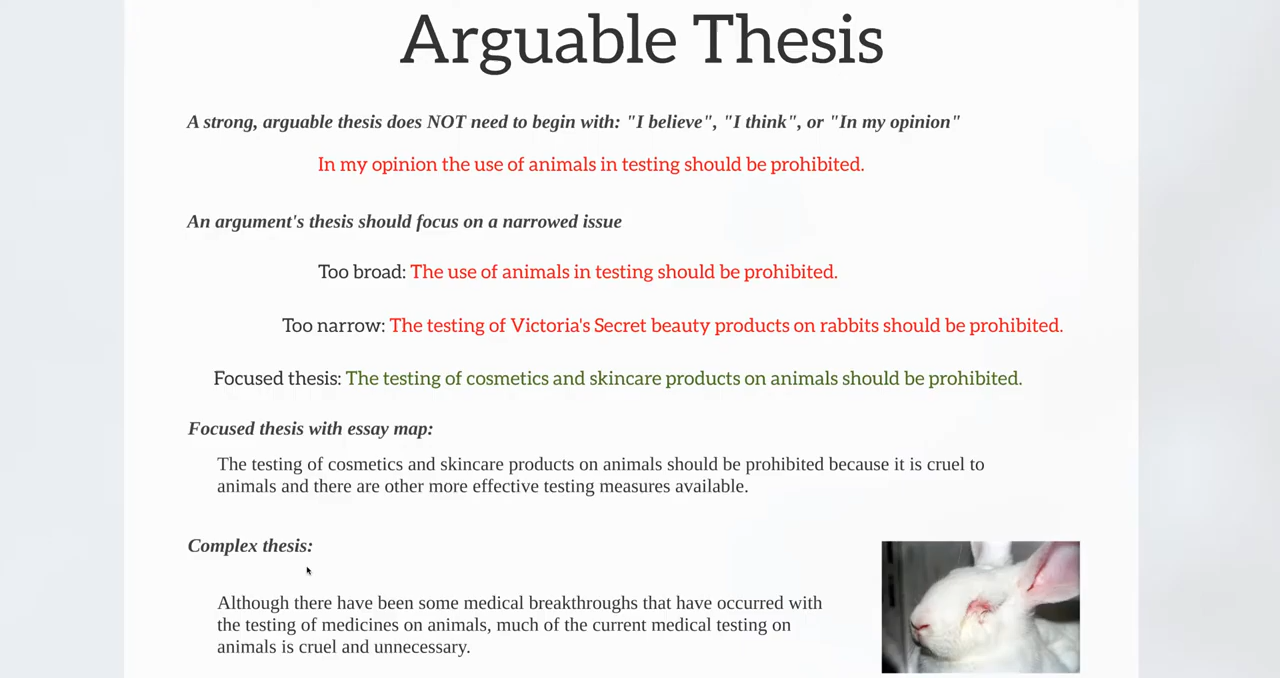 Arguable Thesis
A strong, arguable thesis does NOT need to begin with: "I believe", "I think", or "In my opinion"
In my opinion the use of animals in testing should be prohibited.
An argument's thesis should focus on a narrowed issue
Too broad: The use of animals in testing should be prohibited.
Too narrow: The testing of Victoria's Secret beauty products on rabbits should be prohibited.
Focused thesis: The testing of cosmetics and skincare products on animals should be prohibited.
Focused thesis with essay map:
The testing of cosmetics and skincare products on animals should be prohibited because it is cruel to
animals and there are other more effective testing measures available.
Complex thesis:
Although there have been some medical breakthroughs that have occurred with
the testing of medicines on animals, much of the current medical testing on
animals is cruel and unnecessary.